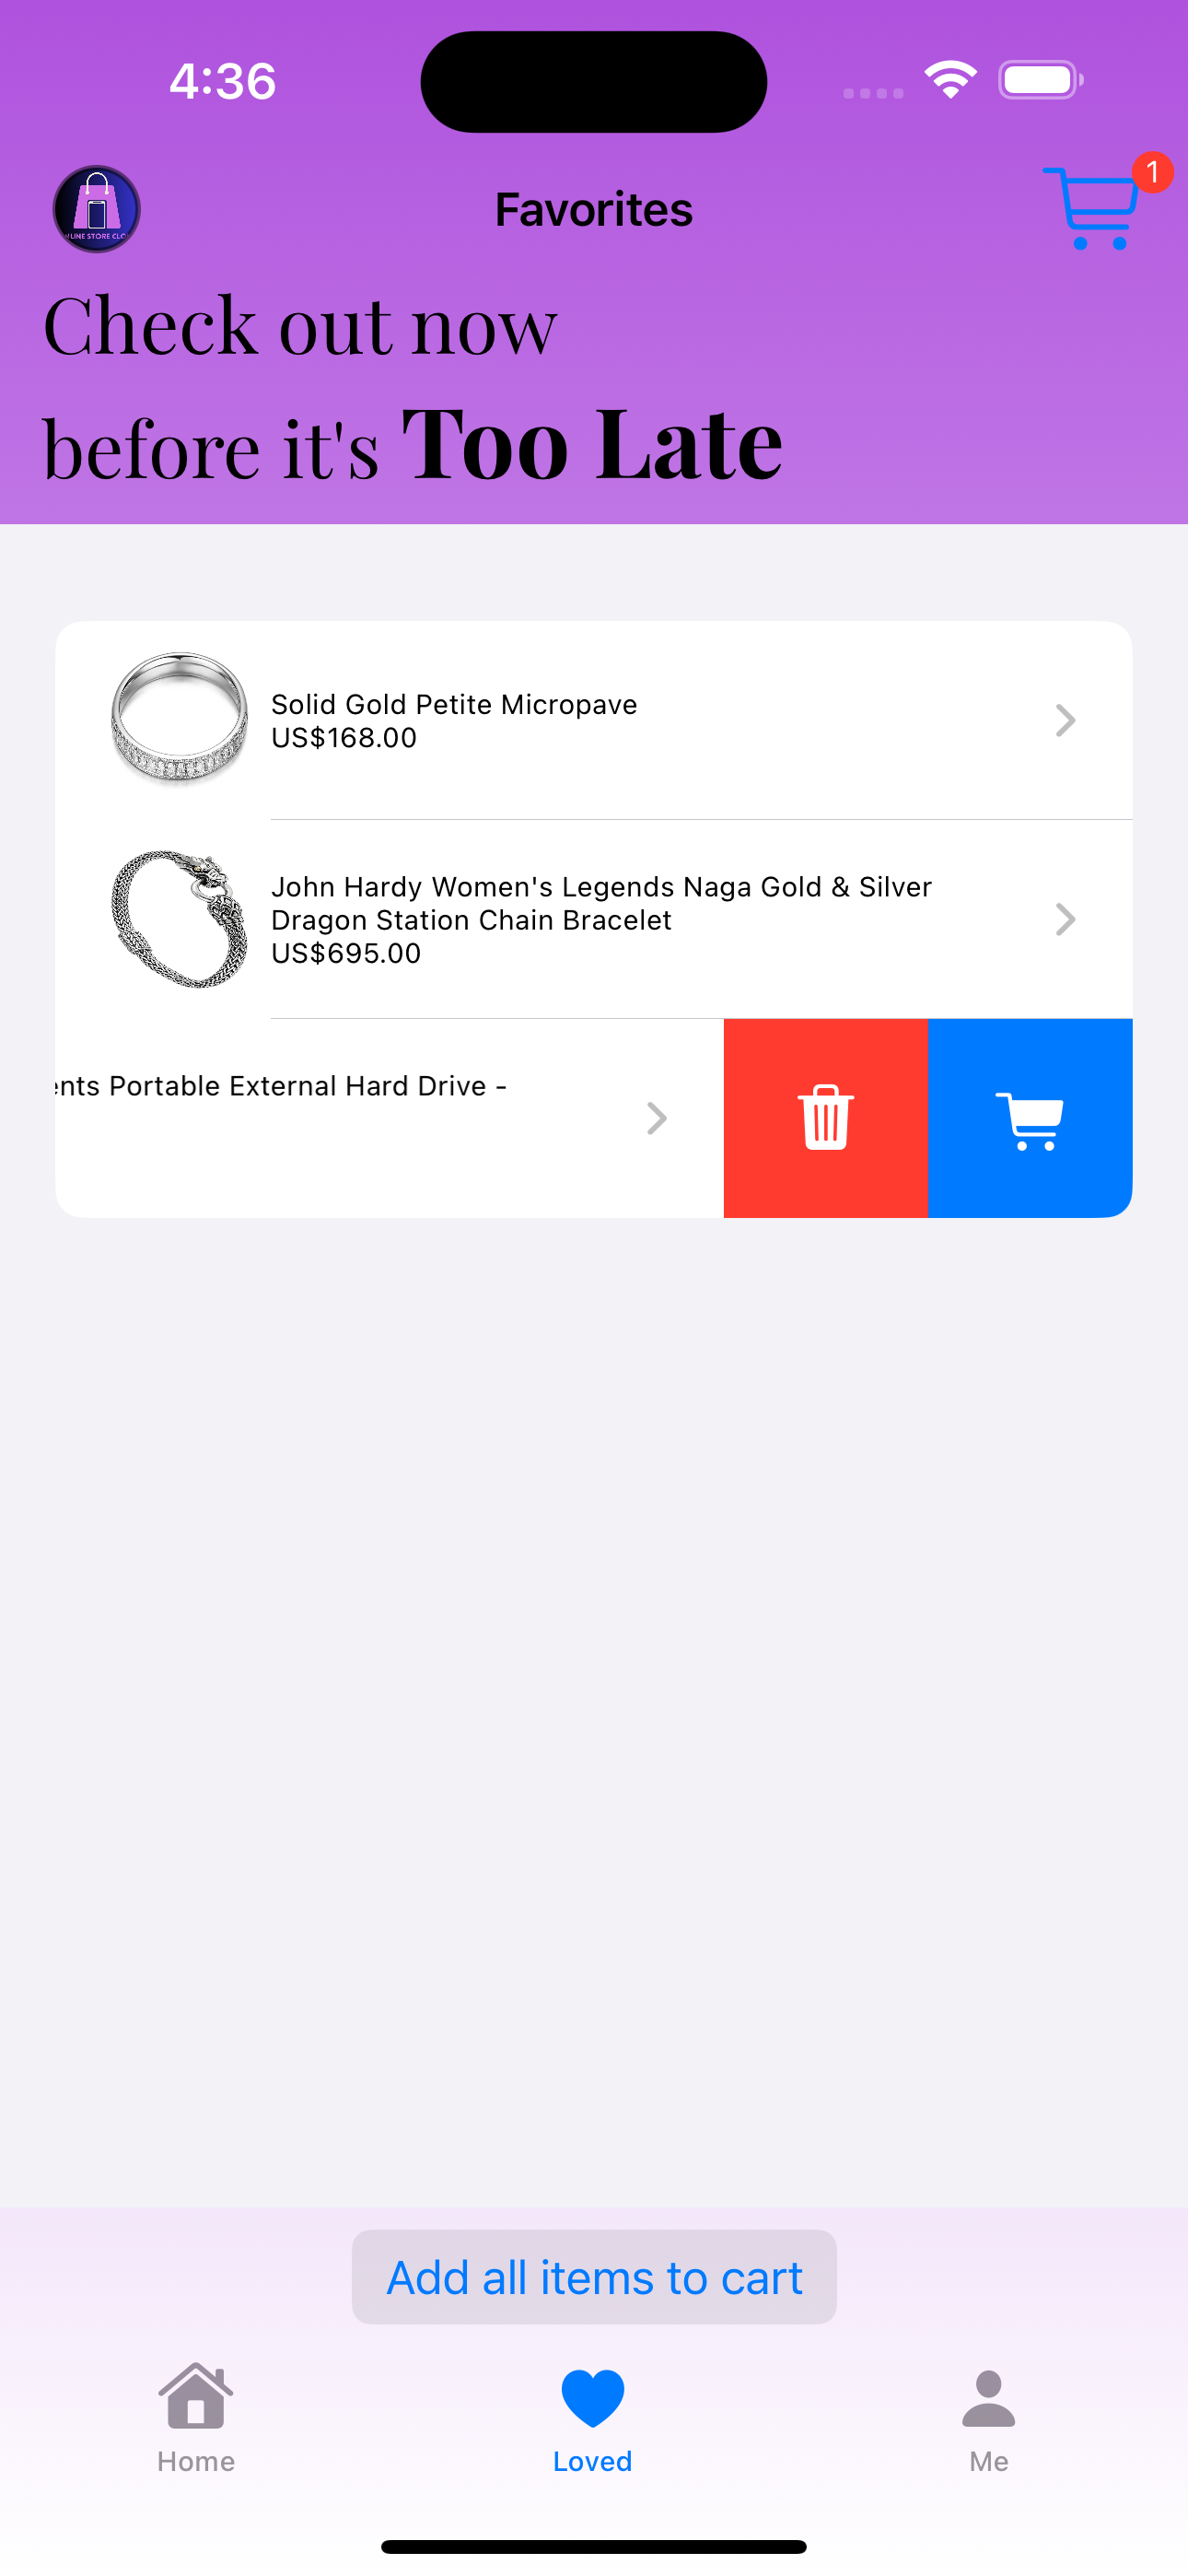 4:36
Favorites
1
Check out now
before it's Too Late
Solid Gold Petite Micropave
US$168.00
John Hardy Women's Legends Naga Gold & Silver
Dragon Station Chain Bracelet
US$695.00
ents Portable External Hard Drive -
Add all items to cart
Home
Loved
Me